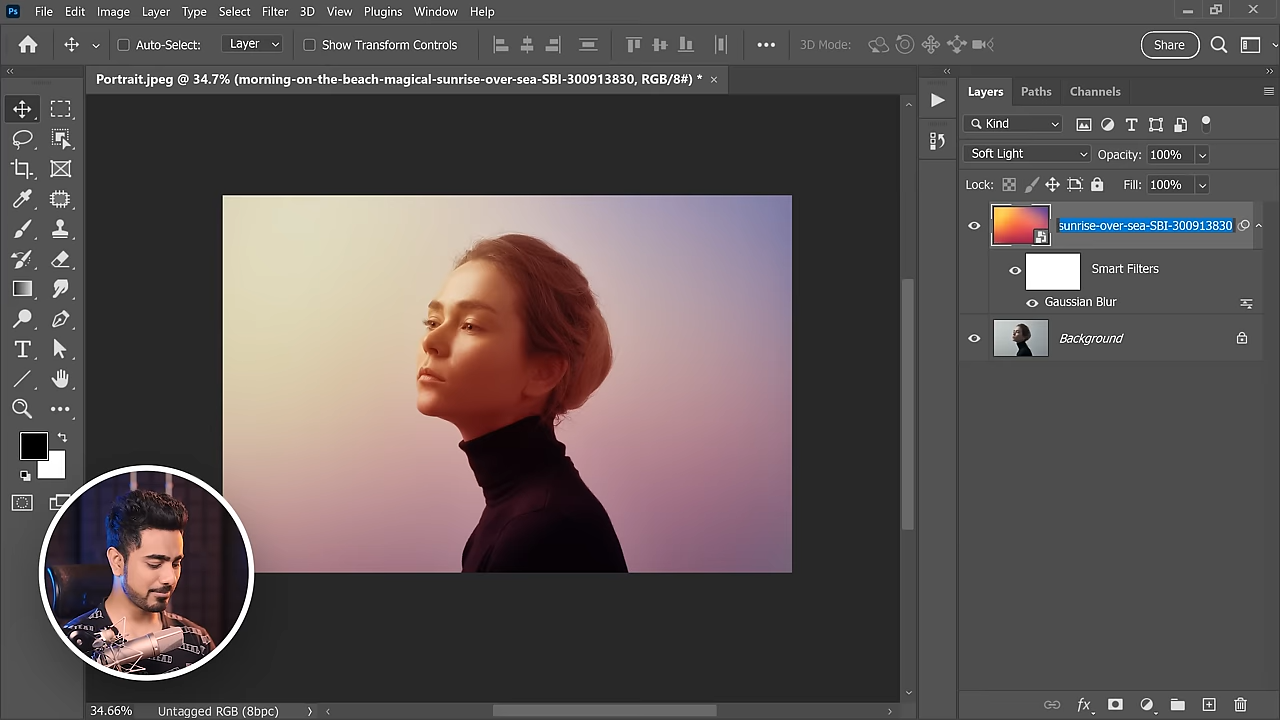 Ps File Edit Image Layer Type Select Filter 3D View Plugins Window Help
Auto-Select: Layer Show Transform Controls 3D Mode: Share
Portrait.jpeg @ 34.7% (morning-on-the-beach-magical-sunrise-over-sea-SBI-300913830, RGB/8#) * ×
Layers Paths Channels
Kind
Soft Light Opacity: 100%
Lock: Fill: 100%
sunrise-over-sea-SBI-300913830
Smart Filters
Gaussian Blur
Background
34.66% Untagged RGB (8bpc)
fx